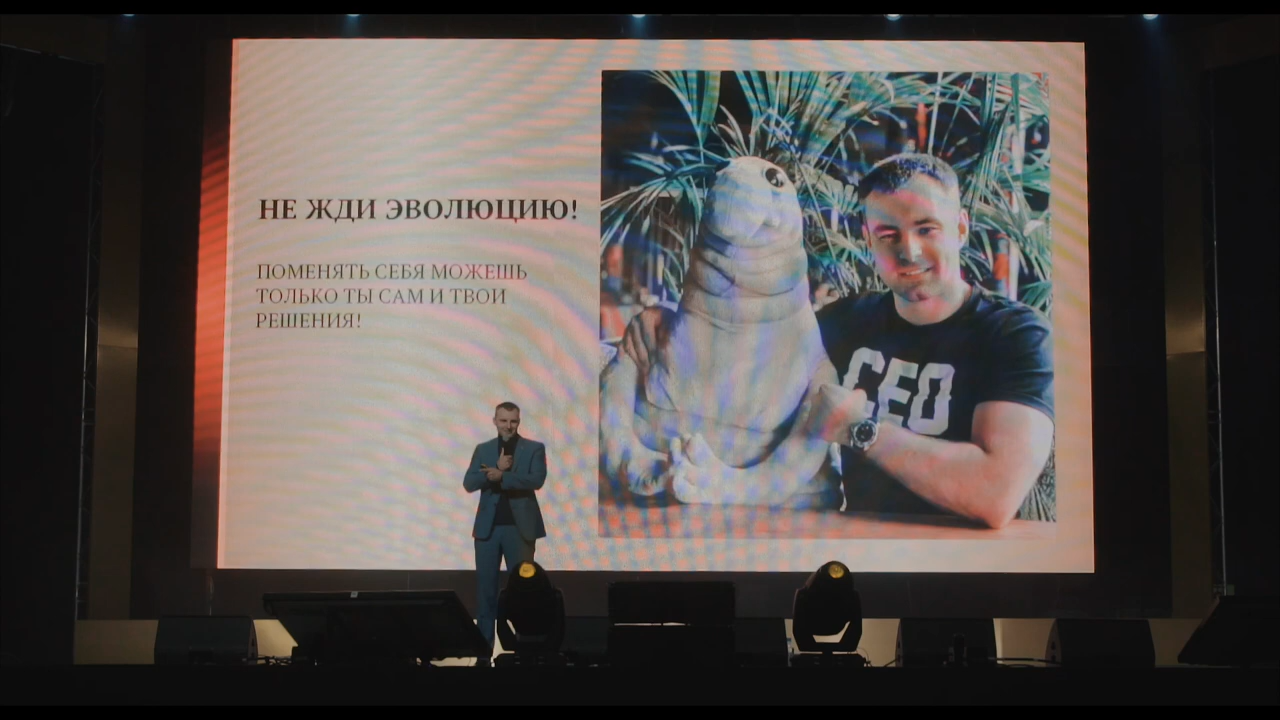 НЕ ЖДИ ЭВОЛЮЦИЮ!
ПОМЕНЯТЬ СЕБЯ МОЖЕШЬ
ТОЛЬКО ТЫ САМ И ТВОИ
РЕШЕНИЯ!
CEO